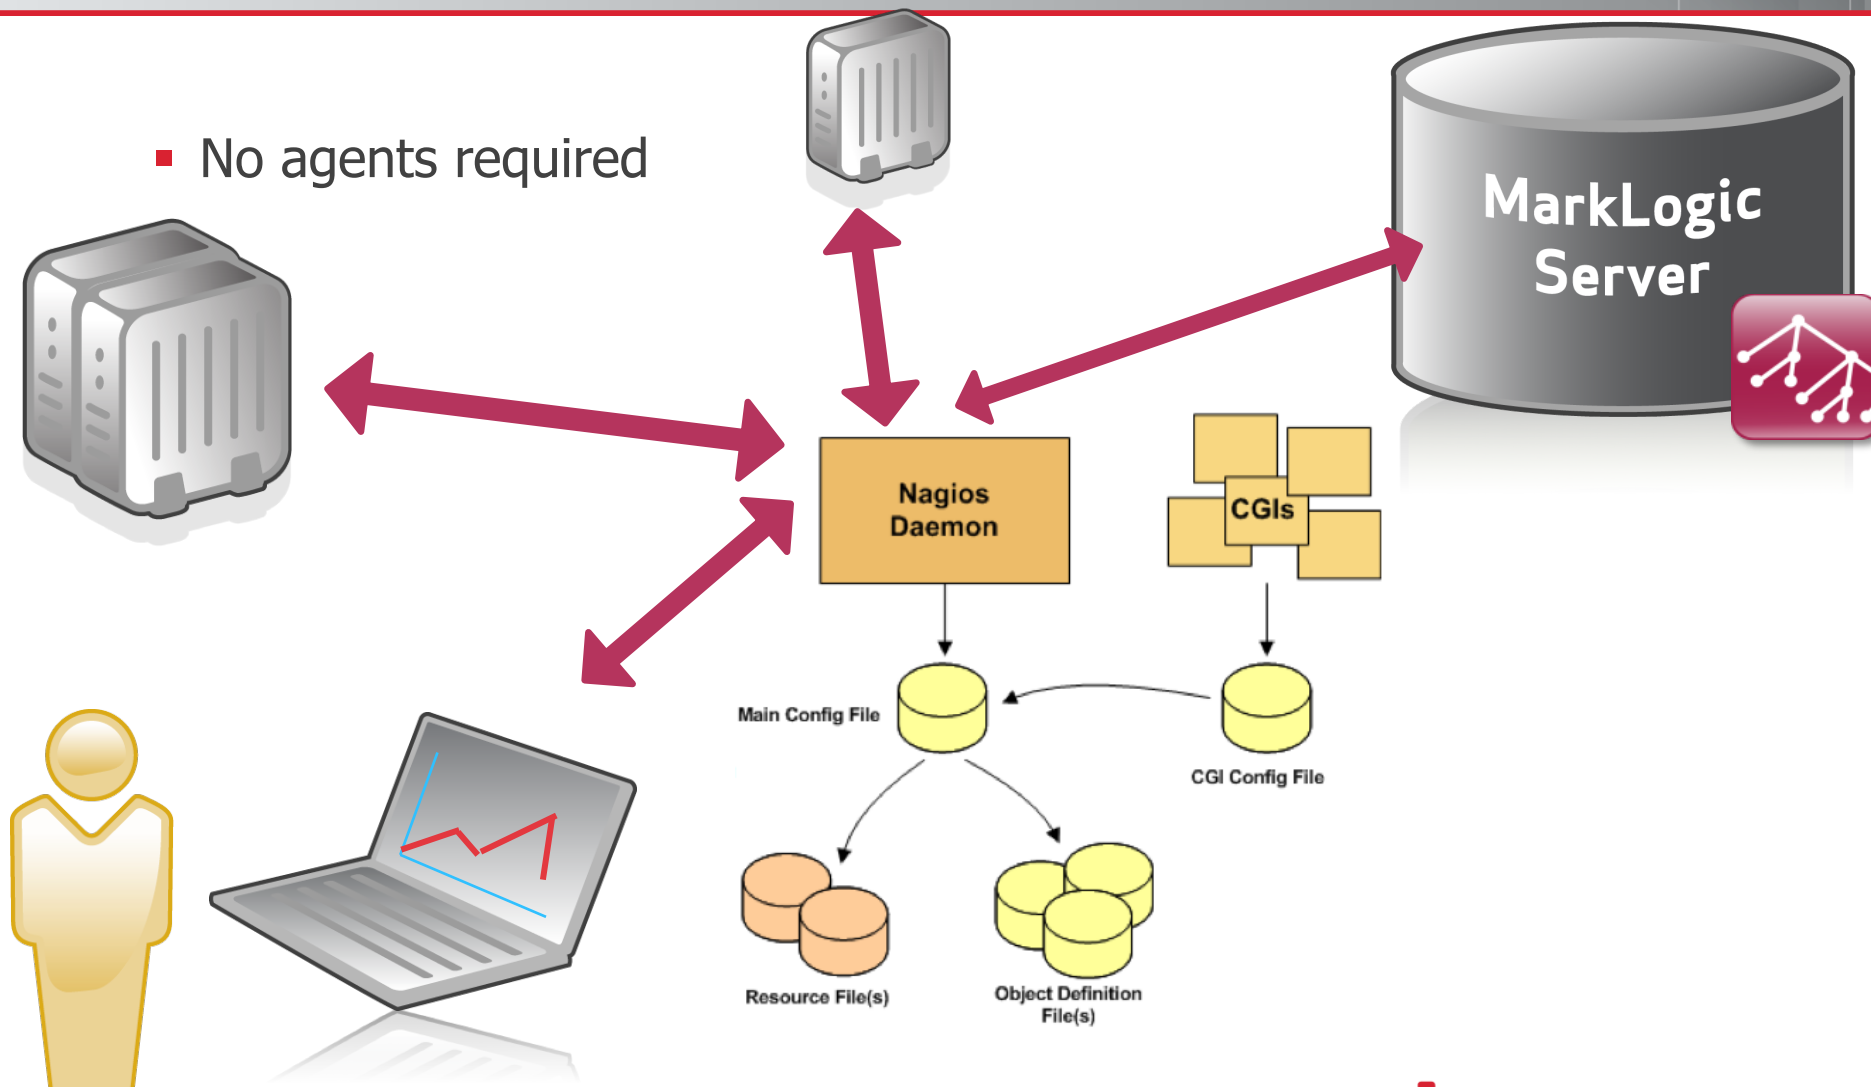 No agents required
MarkLogic
Server
Nagios
Daemon
CGIs
Main Config File
CGI Config File
Resource File(s)
Object Definition
File(s)